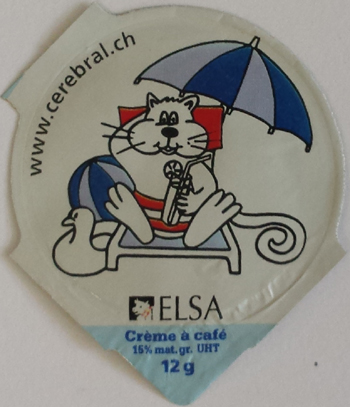 www.cerebral.ch
ELSA
Crème à café
15% mat.gr. UHT
12 g